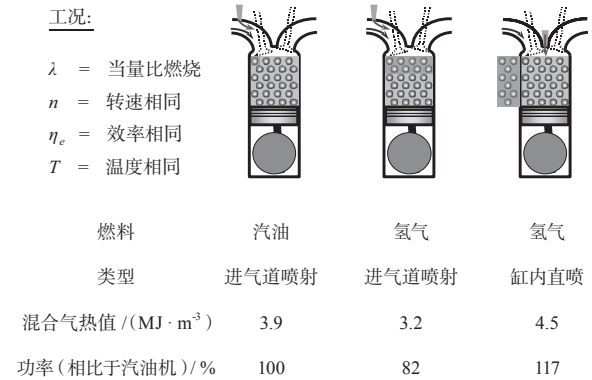 工况:
λ = 当量比燃烧
n = 转速相同
ηe = 效率相同
T = 温度相同
燃料 汽油 氢气 氢气
类型 进气道喷射 进气道喷射 缸内直喷
混合气热值/(MJ·m-3) 3.9 3.2 4.5
功率(相比于汽油机)/% 100 82 117